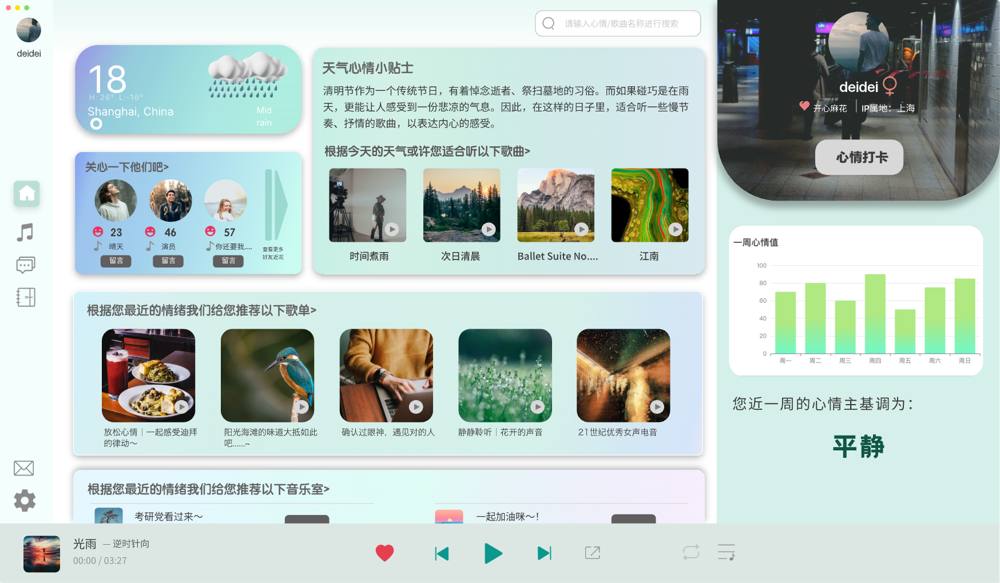 deidei
请输入心情/歌曲名称进行搜索
18
H: 26° L:-16°
Shanghai, China
Mid
rain
天气心情小贴士
清明节作为一个传统节日，有着悼念逝者、祭扫墓地的习俗。而如果碰巧是在雨
天，更能让人感受到一份悲凉的气息。因此，在这样的日子里，适合听一些慢节
奏、抒情的歌曲，以表达内心的感受。
根据今天的天气或许您适合听以下歌曲>
时间煮雨
次日清晨
Ballet Suite No....
江南
关心一下他们吧>
23
46
57
晴天
演员
你还要我....
留言
留言
留言
查看更多
好友近况
根据您最近的情绪我们给您推荐以下歌单>
放松心情｜一起感受迪拜
的律动～
阳光海滩的味道大抵如此
吧......~
确认过眼神，遇见对的人
静静聆听｜花开的声音
21世纪优秀女声电音
根据您最近的情绪我们给您推荐以下音乐室>
考研党看过来～
一起加油咪～！
Lift
deidei
开心麻花
IP属地：上海
心情打卡
一周心情值
100
80
60
40
20
0
周一
周二
周三
周四
周五
周六
周日
您近一周的心情主基调为：
平静
光雨 — 逆时针向
00:00 / 03:27